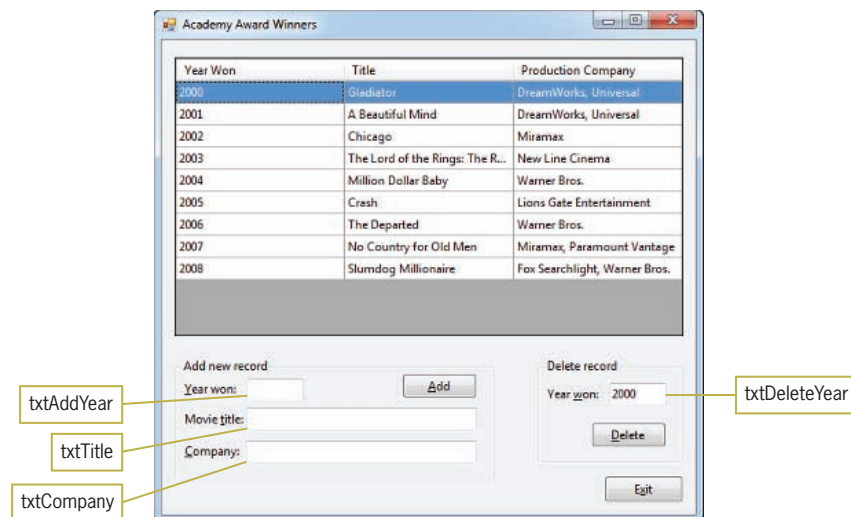 Academy Award Winners
Year Won Title Production Company
2000 Gladiator DreamWorks, Universal
2001 A Beautiful Mind DreamWorks, Universal
2002 Chicago Miramax
2003 The Lord of the Rings: The R... New Line Cinema
2004 Million Dollar Baby Warner Bros.
2005 Crash Lions Gate Entertainment
2006 The Departed Warner Bros.
2007 No Country for Old Men Miramax, Paramount Vantage
2008 Slumdog Millionaire Fox Searchlight, Warner Bros.
Add new record
Year won:
Add
Movie title:
Company:
Delete record
Year won: 2000
Delete
Exit
txtAddYear
txtTitle
txtCompany
txtDeleteYear